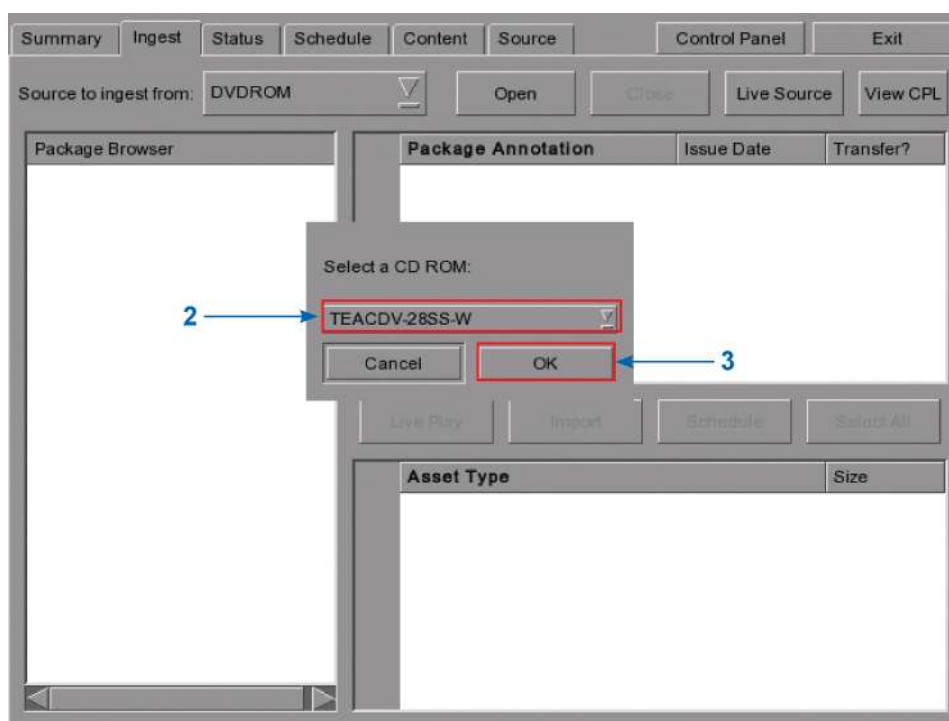 Summary Ingest Status Schedule Content Source Control Panel Exit
Source to ingest from: DVDROM Open Close Live Source View CPL
Package Browser Package Annotation Issue Date Transfer?
Select a CD ROM:
2 TEACDV-28SS-W
Cancel OK 3
Live Play Import Schedule Select All
Asset Type Size